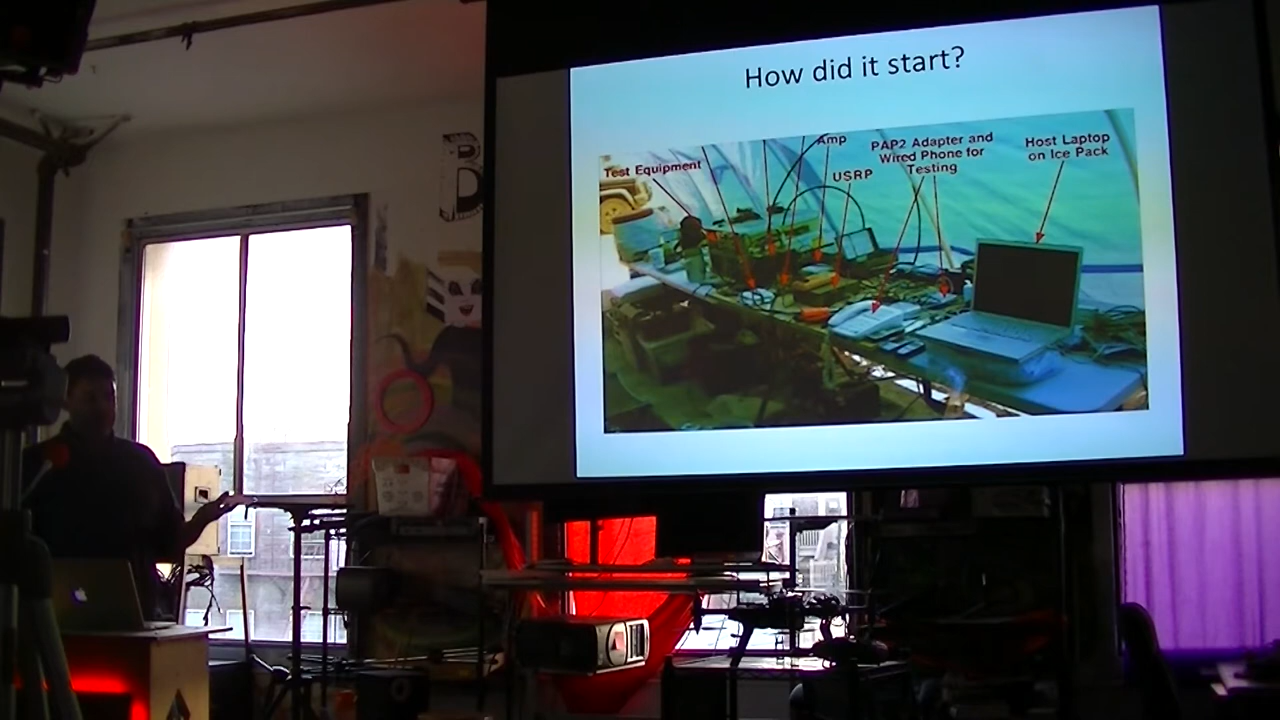 How did it start?
Test Equipment
Amp
USRP
PAP2 Adapter and
Wired Phone for
Testing
Host Laptop
on Ice Pack
B